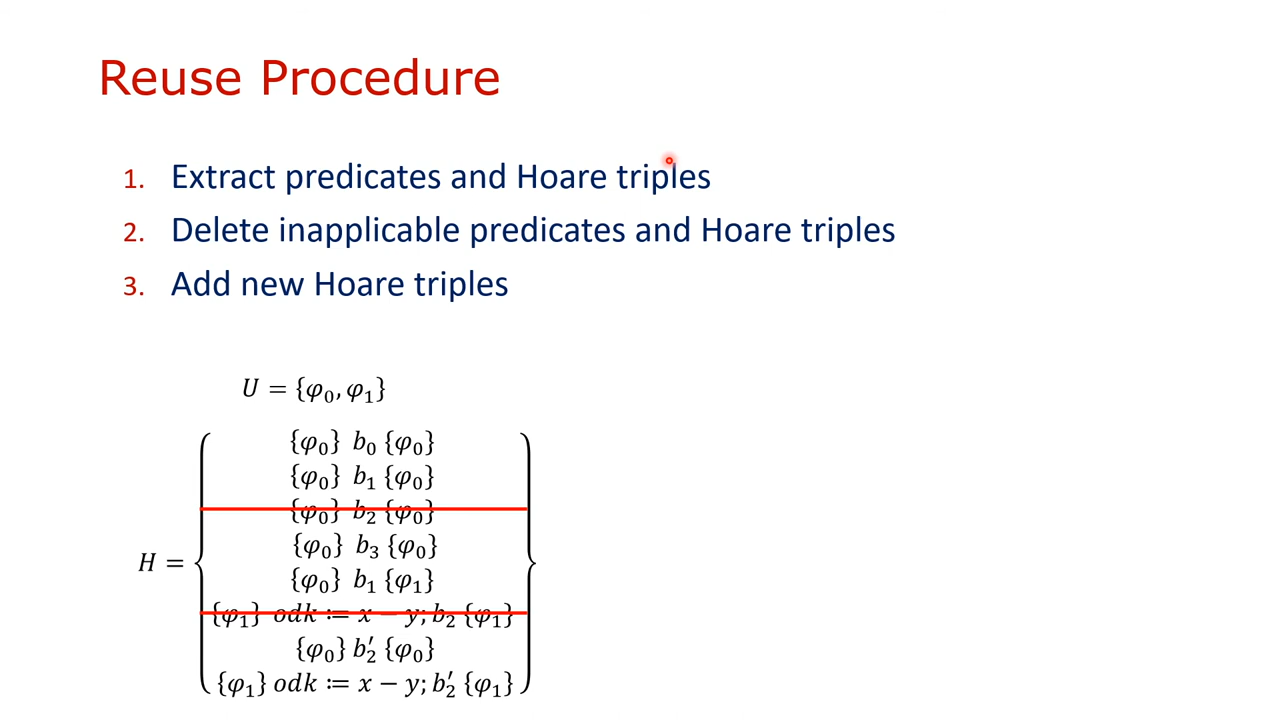 Reuse Procedure
1. Extract predicates and Hoare triples
2. Delete inapplicable predicates and Hoare triples
3. Add new Hoare triples
U = {φ₀, φ₁}
{φ₀} b₀ {φ₀}
{φ₀} b₁ {φ₀}
{φ₀} b₂ {φ₀}
{φ₀} b₃ {φ₀}
H =
{φ₀} b₁ {φ₁}
{φ₁} odk ≔ x − y; b₂ {φ₁}
{φ₀} b₂′ {φ₀}
{φ₁} odk ≔ x − y; b₂′ {φ₁}